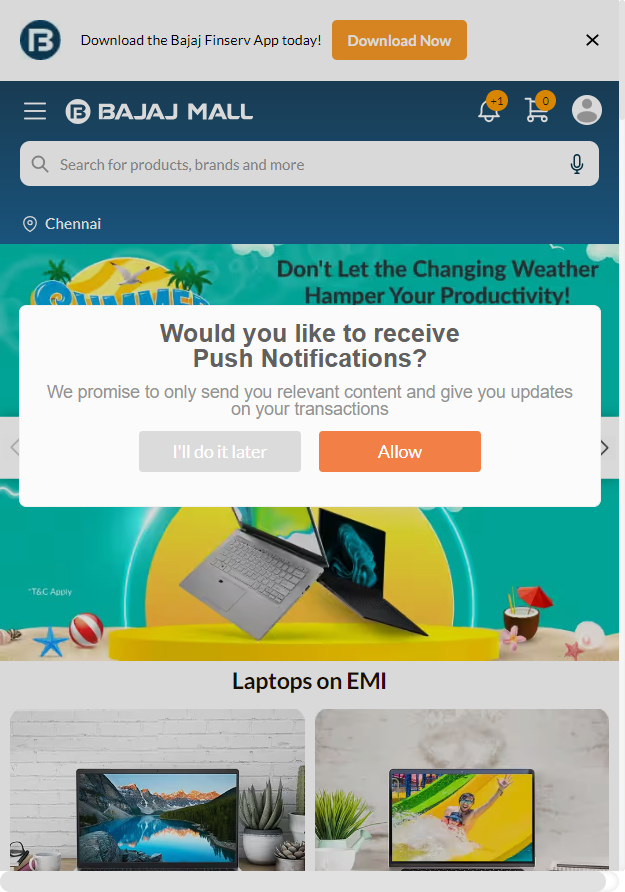 Download the Bajaj Finserv App today!
Download Now
BAJAJ MALL
+1
0
Search for products, brands and more
Chennai
Don't Let the Changing Weather
Hamper Your Productivity!
SUMMER
Would you like to receive
Push Notifications?
We promise to only send you relevant content and give you updates
on your transactions
I'll do it later
Allow
*T&C Apply
Laptops on EMI